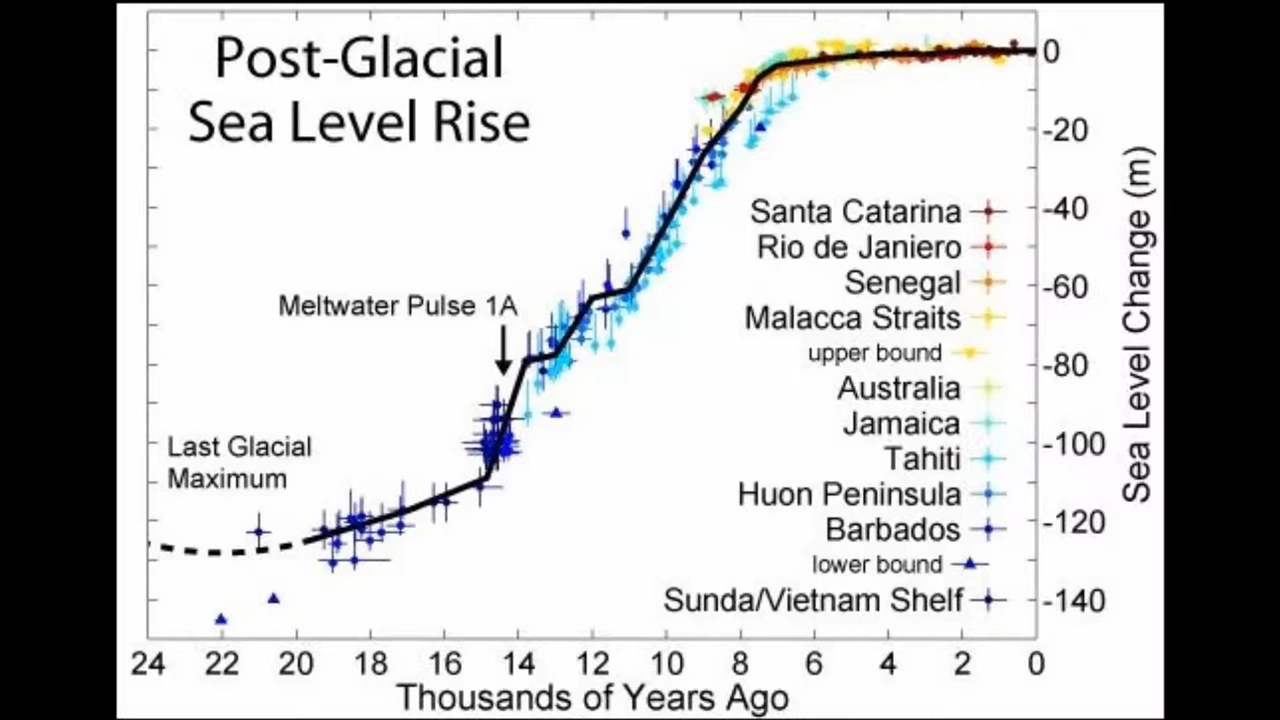 Post-Glacial
Sea Level Rise
Meltwater Pulse 1A
Last Glacial
Maximum
Santa Catarina
Rio de Janiero
Senegal
Malacca Straits
upper bound
Australia
Jamaica
Tahiti
Huon Peninsula
Barbados
lower bound
Sunda/Vietnam Shelf
0
-20
-40
-60
-80
-100
-120
-140
Sea Level Change (m)
24 22 20 18 16 14 12 10 8 6 4 2 0
Thousands of Years Ago